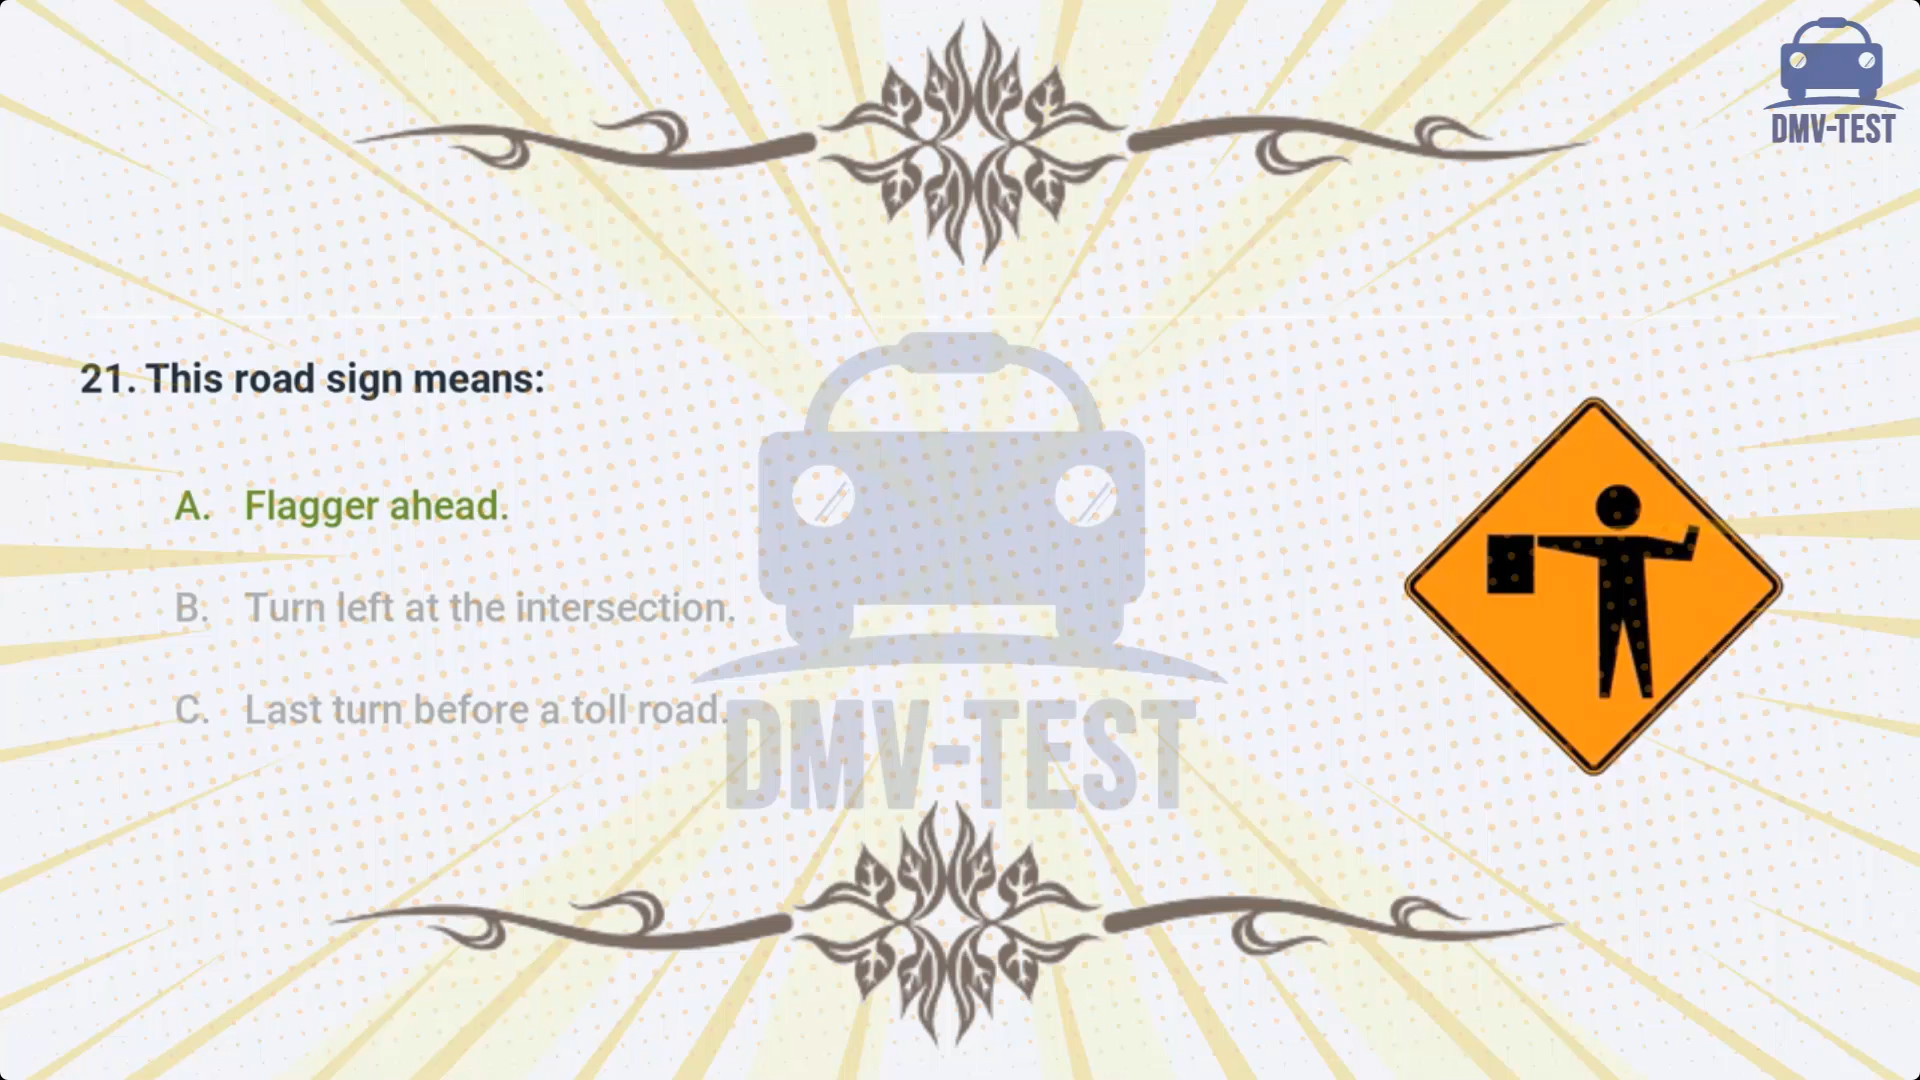 DMV-TEST
21. This road sign means:
A. Flagger ahead.
B. Turn left at the intersection.
C. Last turn before a toll road.
DMV-TEST